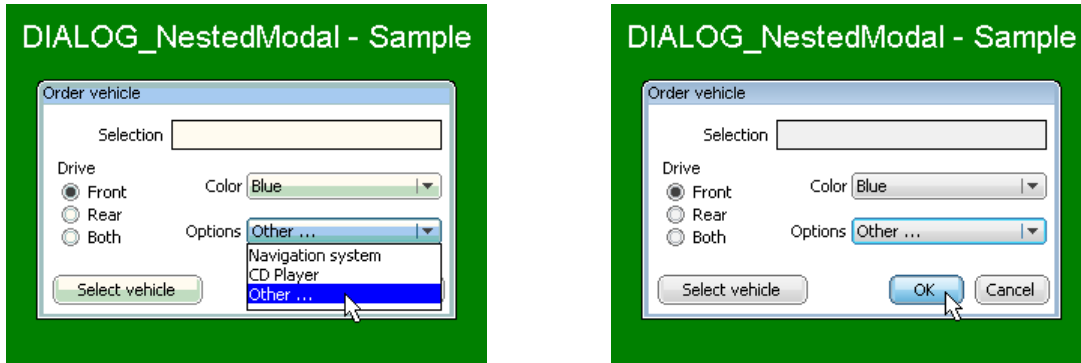 DIALOG_NestedModal - Sample
Order vehicle
Selection
Drive
Front
Color Blue
Rear
Options Other ...
Both
Navigation system
CD Player
Other ...
Select vehicle
DIALOG_NestedModal - Sample
Order vehicle
Selection
Drive
Front
Color Blue
Rear
Options Other ...
Both
Select vehicle OK Cancel